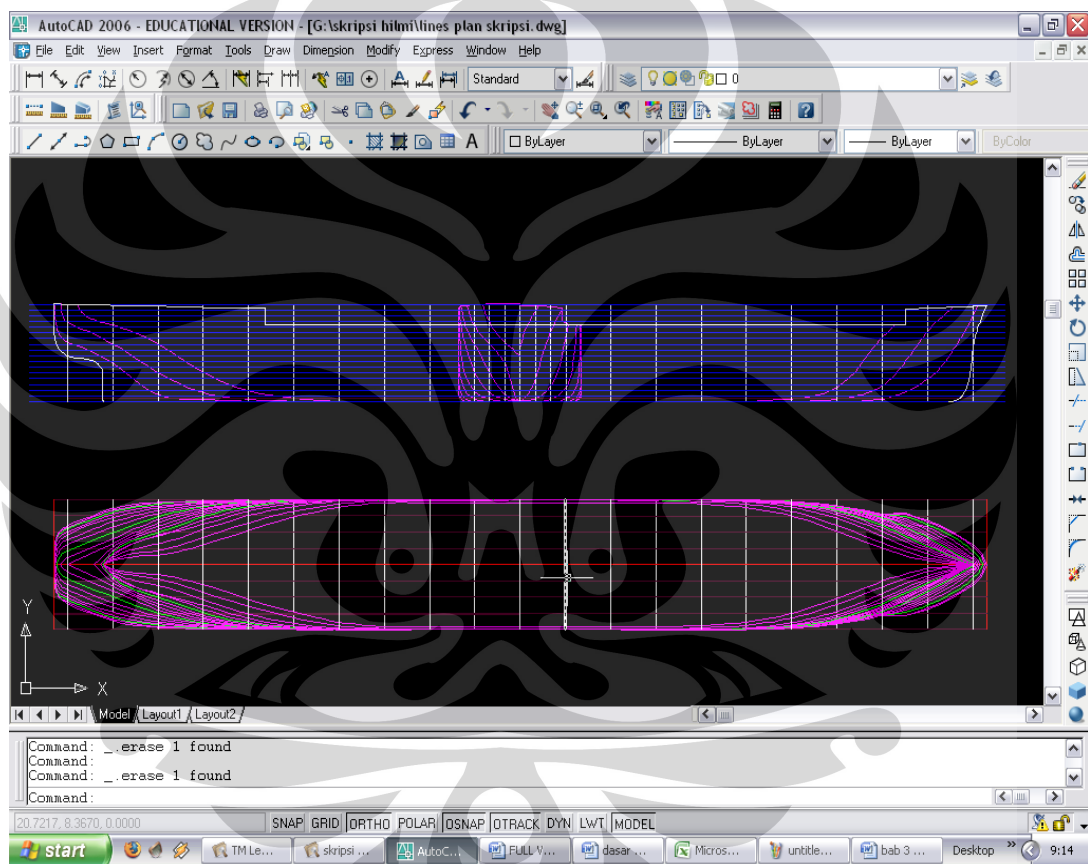 AutoCAD 2006 - EDUCATIONAL VERSION - [G:\skripsi hilmi\lines plan skripsi.dwg]
File Edit View Insert Format Tools Draw Dimension Modify Express Window Help
Standard 0
ByLayer ByLayer ByLayer ByColor
Y
X
Model Layout1 Layout2
Command: _.erase 1 found
Command:
Command: _.erase 1 found
Command:
20.7217, 8.3670, 0.0000 SNAP GRID ORTHO POLAR OSNAP OTRACK DYN LWT MODEL
start TM Le... skripsi ... AutoC... FULL V... dasar ... Micros... untitle... bab 3 ... Desktop » 9:14